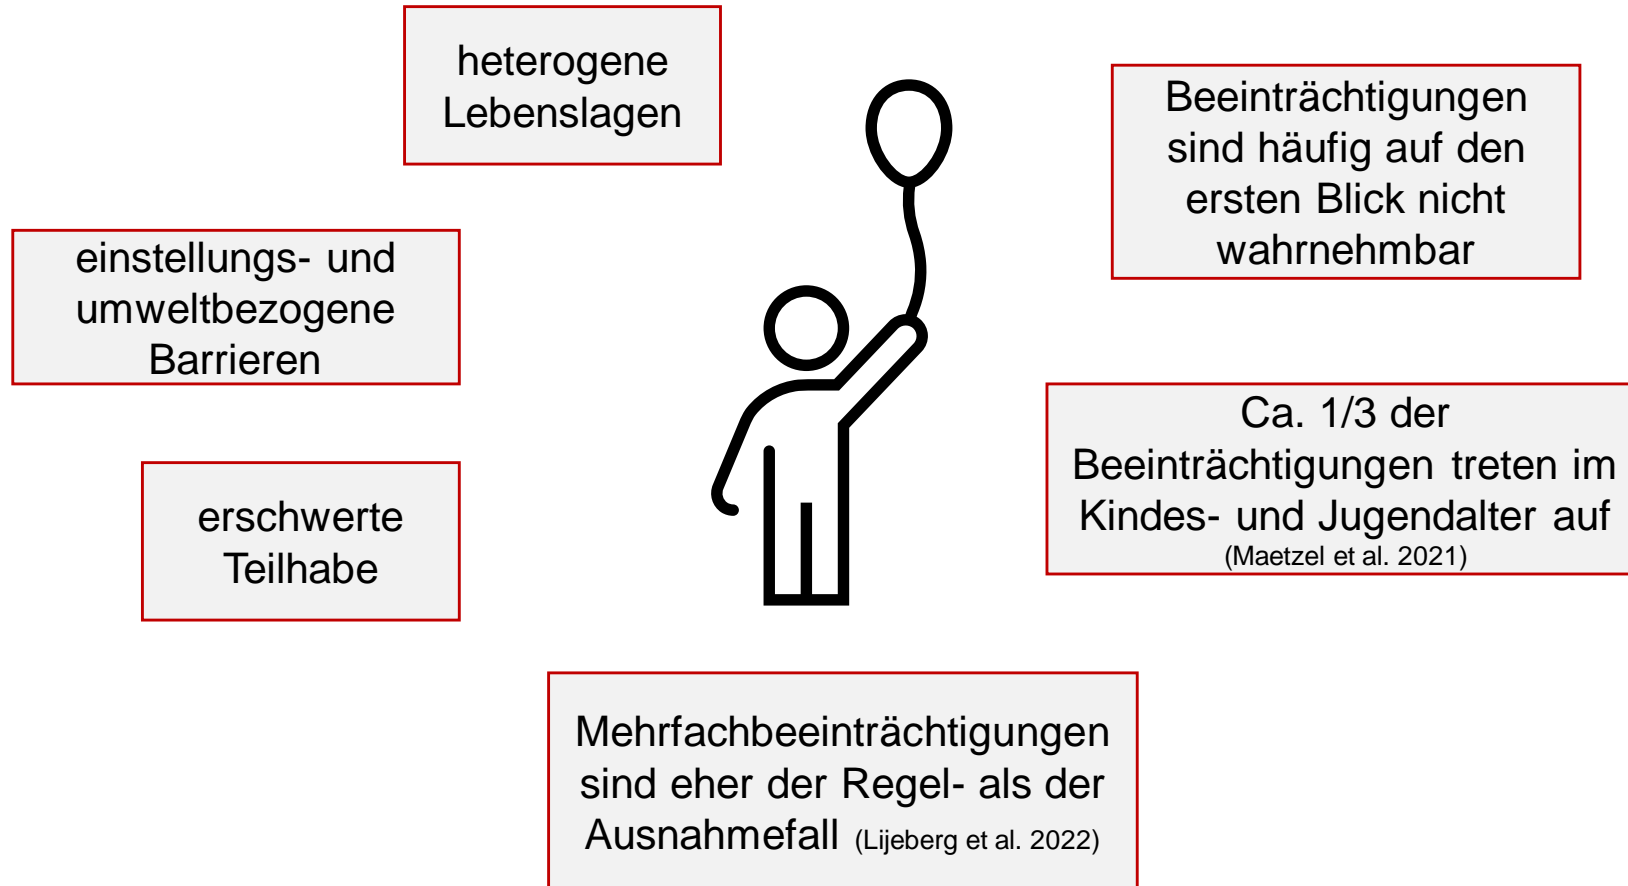 heterogene
Lebenslagen
Beeinträchtigungen
sind häufig auf den
ersten Blick nicht
wahrnehmbar
einstellungs- und
umweltbezogene
Barrieren
Ca. 1/3 der
Beeinträchtigungen treten im
Kindes- und Jugendalter auf
(Maetzel et al. 2021)
erschwerte
Teilhabe
Mehrfachbeeinträchtigungen
sind eher der Regel- als der
Ausnahmefall (Lijeberg et al. 2022)